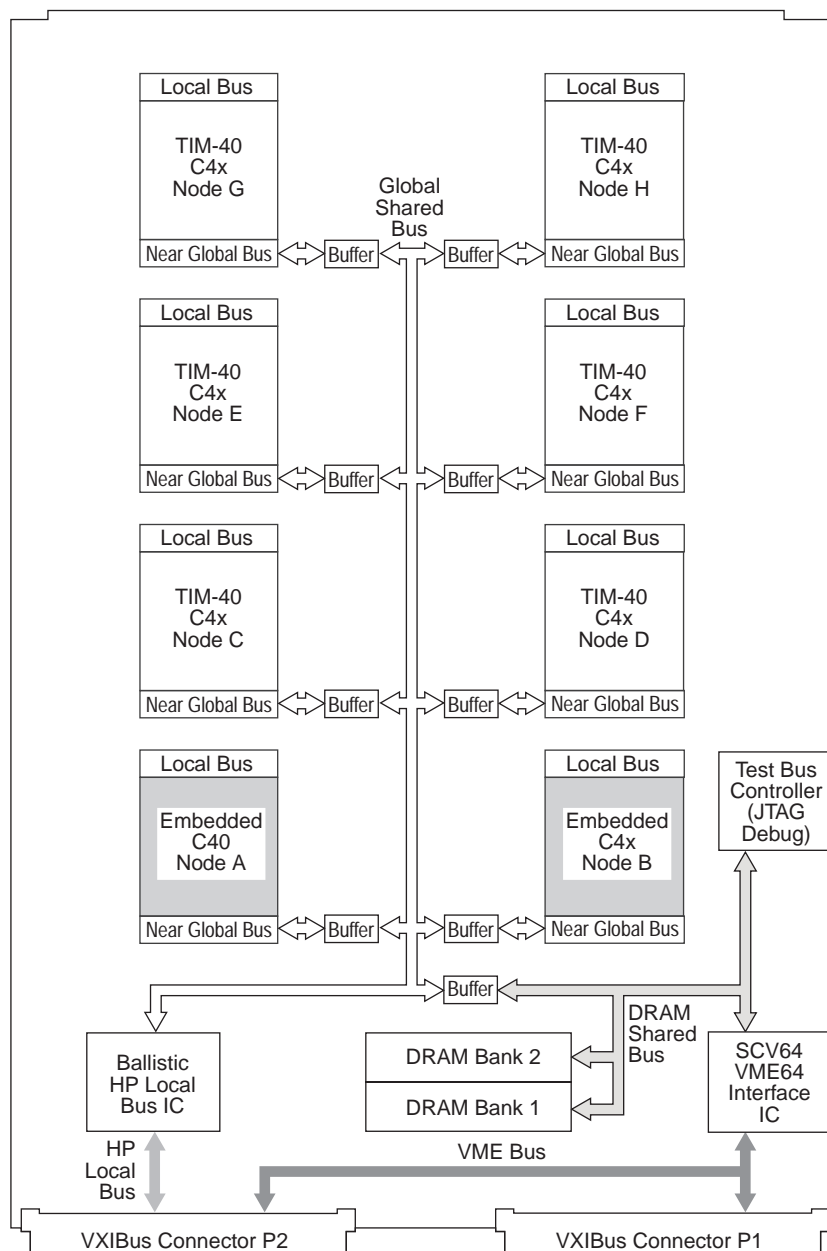 Local Bus
TIM-40
C4x
Node G
Near Global Bus
Buffer
Global
Shared
Bus
Buffer
Local Bus
TIM-40
C4x
Node H
Near Global Bus
Local Bus
TIM-40
C4x
Node E
Near Global Bus
Buffer
Buffer
Local Bus
TIM-40
C4x
Node F
Near Global Bus
Local Bus
TIM-40
C4x
Node C
Near Global Bus
Buffer
Buffer
Local Bus
TIM-40
C4x
Node D
Near Global Bus
Local Bus
Embedded
C40
Node A
Near Global Bus
Buffer
Buffer
Local Bus
Embedded
C4x
Node B
Near Global Bus
Test Bus
Controller
(JTAG
Debug)
Buffer
DRAM
Shared
Bus
Ballistic
HP Local
Bus IC
DRAM Bank 2
DRAM Bank 1
SCV64
VME64
Interface
IC
HP
Local
Bus
VME Bus
VXIBus Connector P2
VXIBus Connector P1